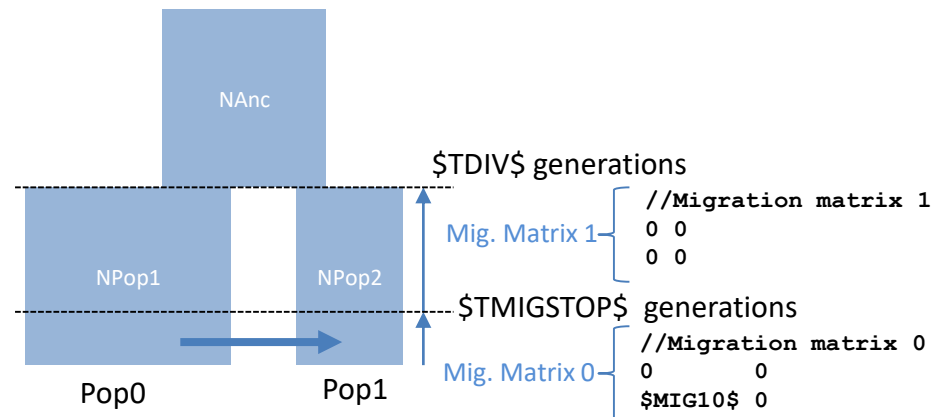 NAnc
$TDIV$ generations
//Migration matrix 1
Mig. Matrix 1
0 0
0 0
NPop1
NPop2
$TMIGSTOP$ generations
//Migration matrix 0
Mig. Matrix 0
0 0
$MIG10$ 0
Pop0
Pop1